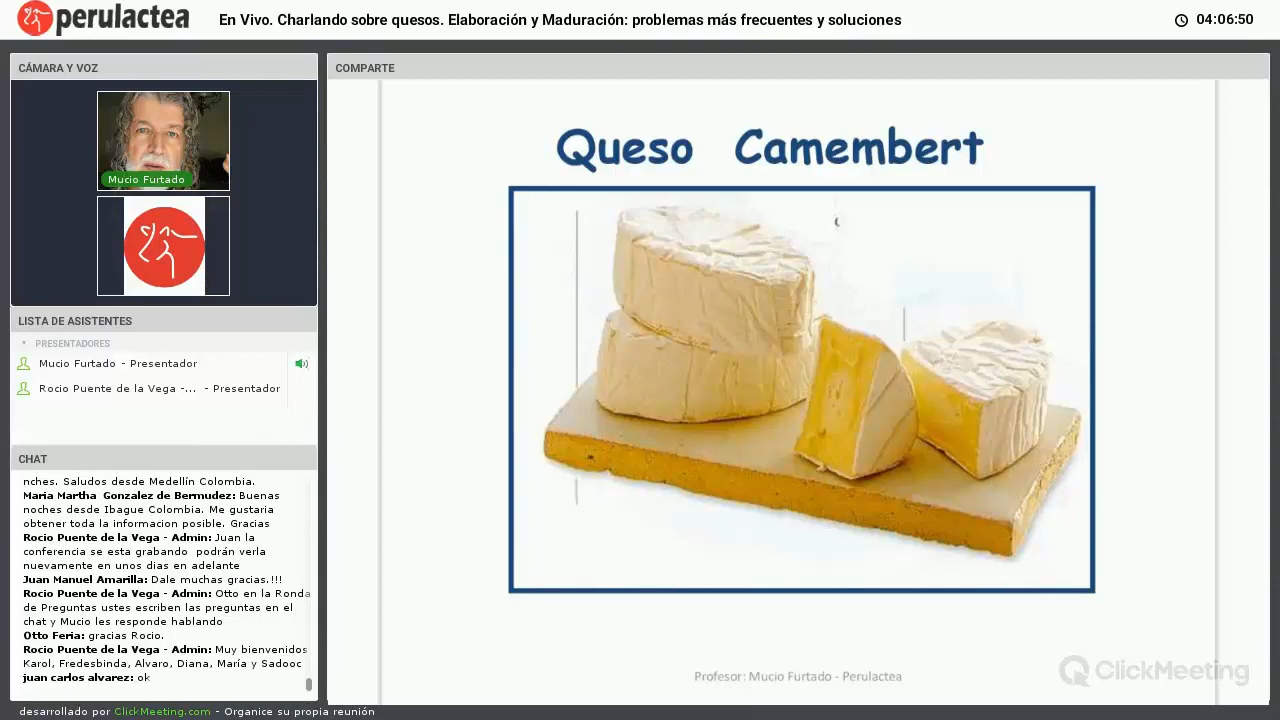 perulactea
En Vivo. Charlando sobre quesos. Elaboración y Maduración: problemas más frecuentes y soluciones
04:06:50
CÁMARA Y VOZ
Mucio Furtado
LISTA DE ASISTENTES
PRESENTADORES
Mucio Furtado - Presentador
Rocio Puente de la Vega -... - Presentador
CHAT
nches. Saludos desde Medellín Colombia.
Maria Martha Gonzalez de Bermudez: Buenas
noches desde Ibague Colombia. Me gustaria
obtener toda la informacion posible. Gracias
Rocio Puente de la Vega - Admin: Juan la
conferencia se esta grabando podrán verla
nuevamente en unos dias en adelante
Juan Manuel Amarilla: Dale muchas gracias.!!!
Rocio Puente de la Vega - Admin: Otto en la Ronda
de Preguntas ustes escriben las preguntas en el
chat y Mucio les responde hablando
Otto Feria: gracias Rocio.
Rocio Puente de la Vega - Admin: Muy bienvenidos
Karol, Fredesbinda, Alvaro, Diana, María y Sadooc
juan carlos alvarez: ok
COMPARTE
Queso Camembert
Profesor: Mucio Furtado - Perulactea
ClickMeeting
desarrollado por ClickMeeting.com - Organice su propia reunión